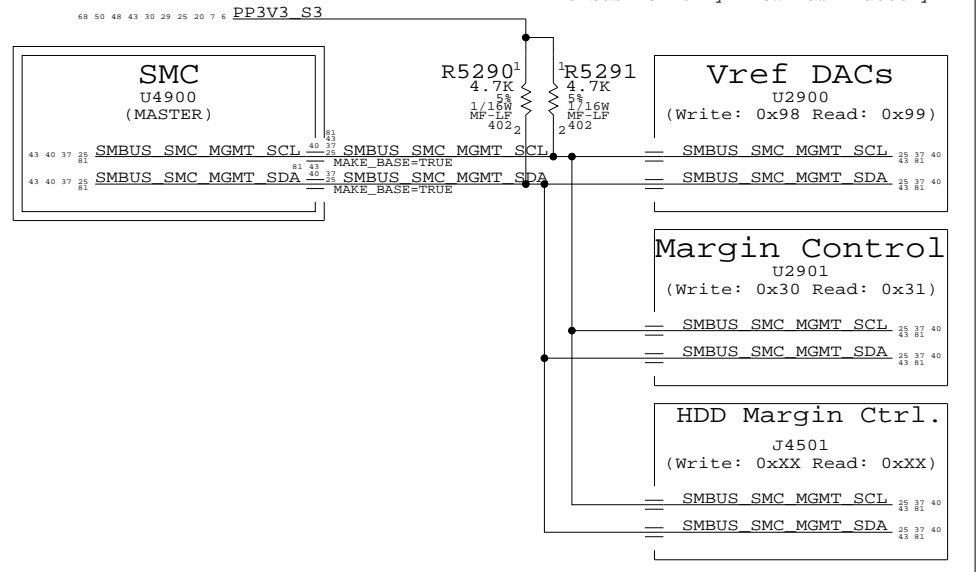 68 50 48 43 30 29 25 20 7 6 PP3V3_S3
SMC
U4900
(MASTER)
R5290
4.7K
5%
1/16W
MF-LF
402
1
2
R5291
4.7K
5%
1/16W
MF-LF
402
1
2
Vref DACs
U2900
(Write: 0x98 Read: 0x99)
43 40 37 25
81
SMBUS_SMC_MGMT_SCL
81
43
40 37
25
SMBUS_SMC_MGMT_SCL
MAKE_BASE=TRUE
SMBUS_SMC_MGMT_SCL
25 37 40
43 81
43 40 37 25
81
SMBUS_SMC_MGMT_SDA
81 43
40 37
25
SMBUS_SMC_MGMT_SDA
MAKE_BASE=TRUE
SMBUS_SMC_MGMT_SDA
25 37 40
43 81
Margin Control
U2901
(Write: 0x30 Read: 0x31)
SMBUS_SMC_MGMT_SCL
25 37 40
43 81
SMBUS_SMC_MGMT_SDA
25 37 40
43 81
HDD Margin Ctrl.
J4501
(Write: 0xXX Read: 0xXX)
SMBUS_SMC_MGMT_SCL
25 37 40
43 81
SMBUS_SMC_MGMT_SDA
25 37 40
43 81